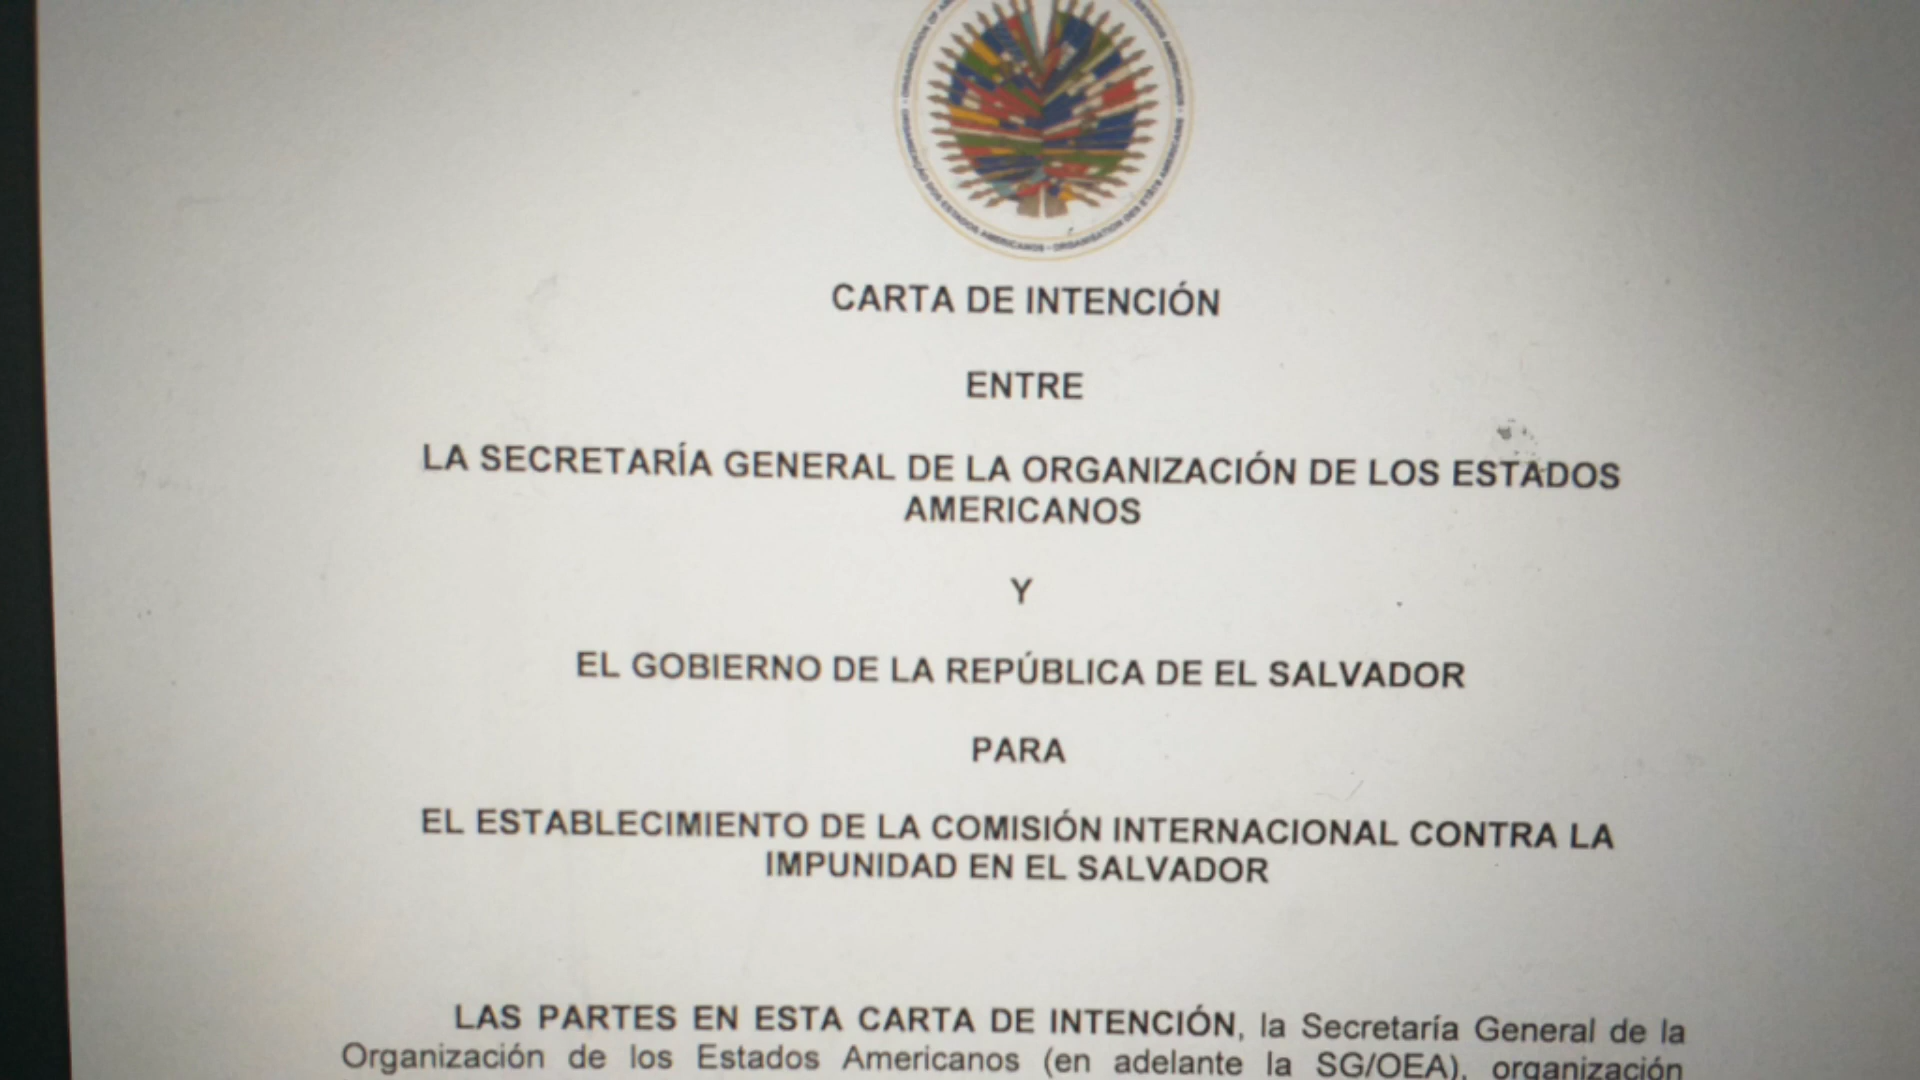 CARTA DE INTENCIÓN
ENTRE
LA SECRETARÍA GENERAL DE LA ORGANIZACIÓN DE LOS ESTADOS
AMERICANOS
Y
EL GOBIERNO DE LA REPÚBLICA DE EL SALVADOR
PARA
EL ESTABLECIMIENTO DE LA COMISIÓN INTERNACIONAL CONTRA LA
IMPUNIDAD EN EL SALVADOR
LAS PARTES EN ESTA CARTA DE INTENCIÓN, la Secretaría General de la
Organización de los Estados Americanos (en adelante la SG/OEA), organización